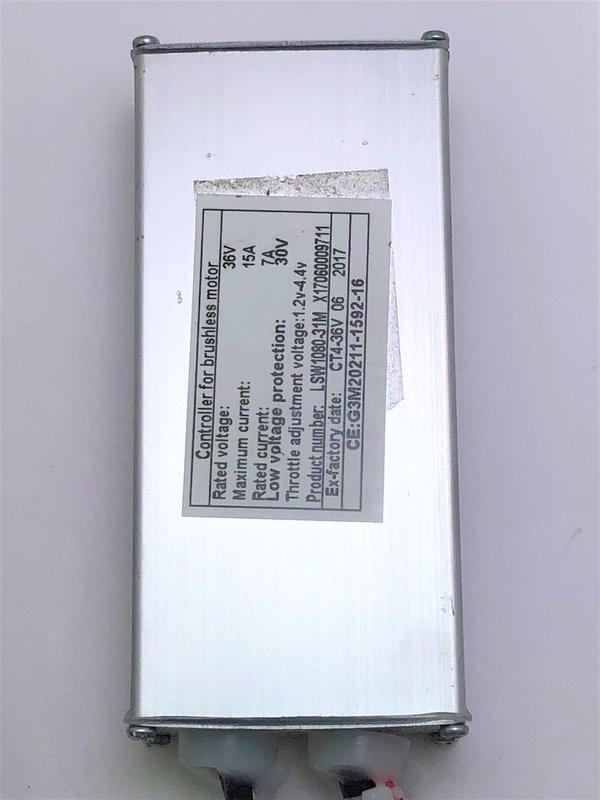 Controller for brushless motor
Rated voltage: 36V
Maximum current: 15A
Rated current: 7A
Low voltage protection: 30V
Throttle adjustment voltage:1.2v-4.4v
Product number: LSW1080-31M X17060009711
Ex-factory date: CT4-36V 06 2017
CE:G3M20211-1592-16